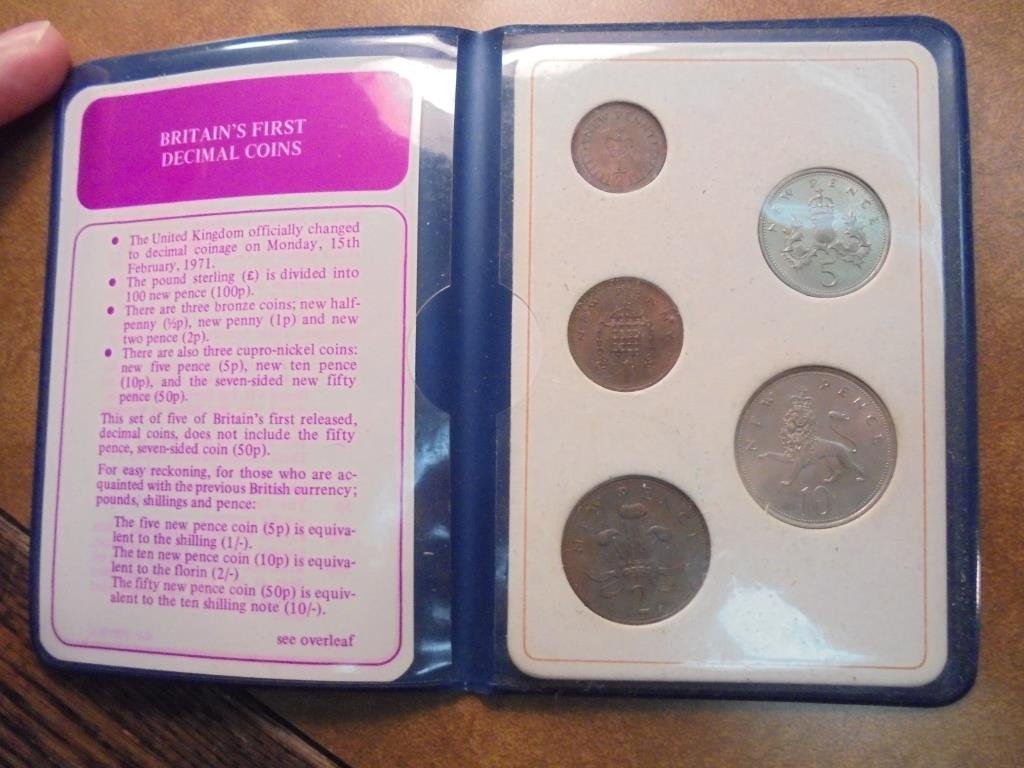 BRITAIN'S FIRST
DECIMAL COINS
• The United Kingdom officially changed
to decimal coinage on Monday, 15th
February, 1971.
• The pound sterling (£) is divided into
100 new pence (100p).
• There are three bronze coins; new half-
penny (½p), new penny (1p) and new
two pence (2p).
• There are also three cupro-nickel coins:
new five pence (5p), new ten pence
(10p), and the seven-sided new fifty
pence (50p).
This set of five of Britain's first released,
decimal coins, does not include the fifty
pence, seven-sided coin (50p).
For easy reckoning, for those who are ac-
quainted with the previous British currency;
pounds, shillings and pence:
The five new pence coin (5p) is equiva-
lent to the shilling (1/-).
The ten new pence coin (10p) is equiva-
lent to the florin (2/-)
The fifty new pence coin (50p) is equiv-
alent to the ten shilling note (10/-).
see overleaf
NEW PENNY
NEW PENCE
5
NEW PENNY
1
NEW PENCE
10
NEW PENCE
2